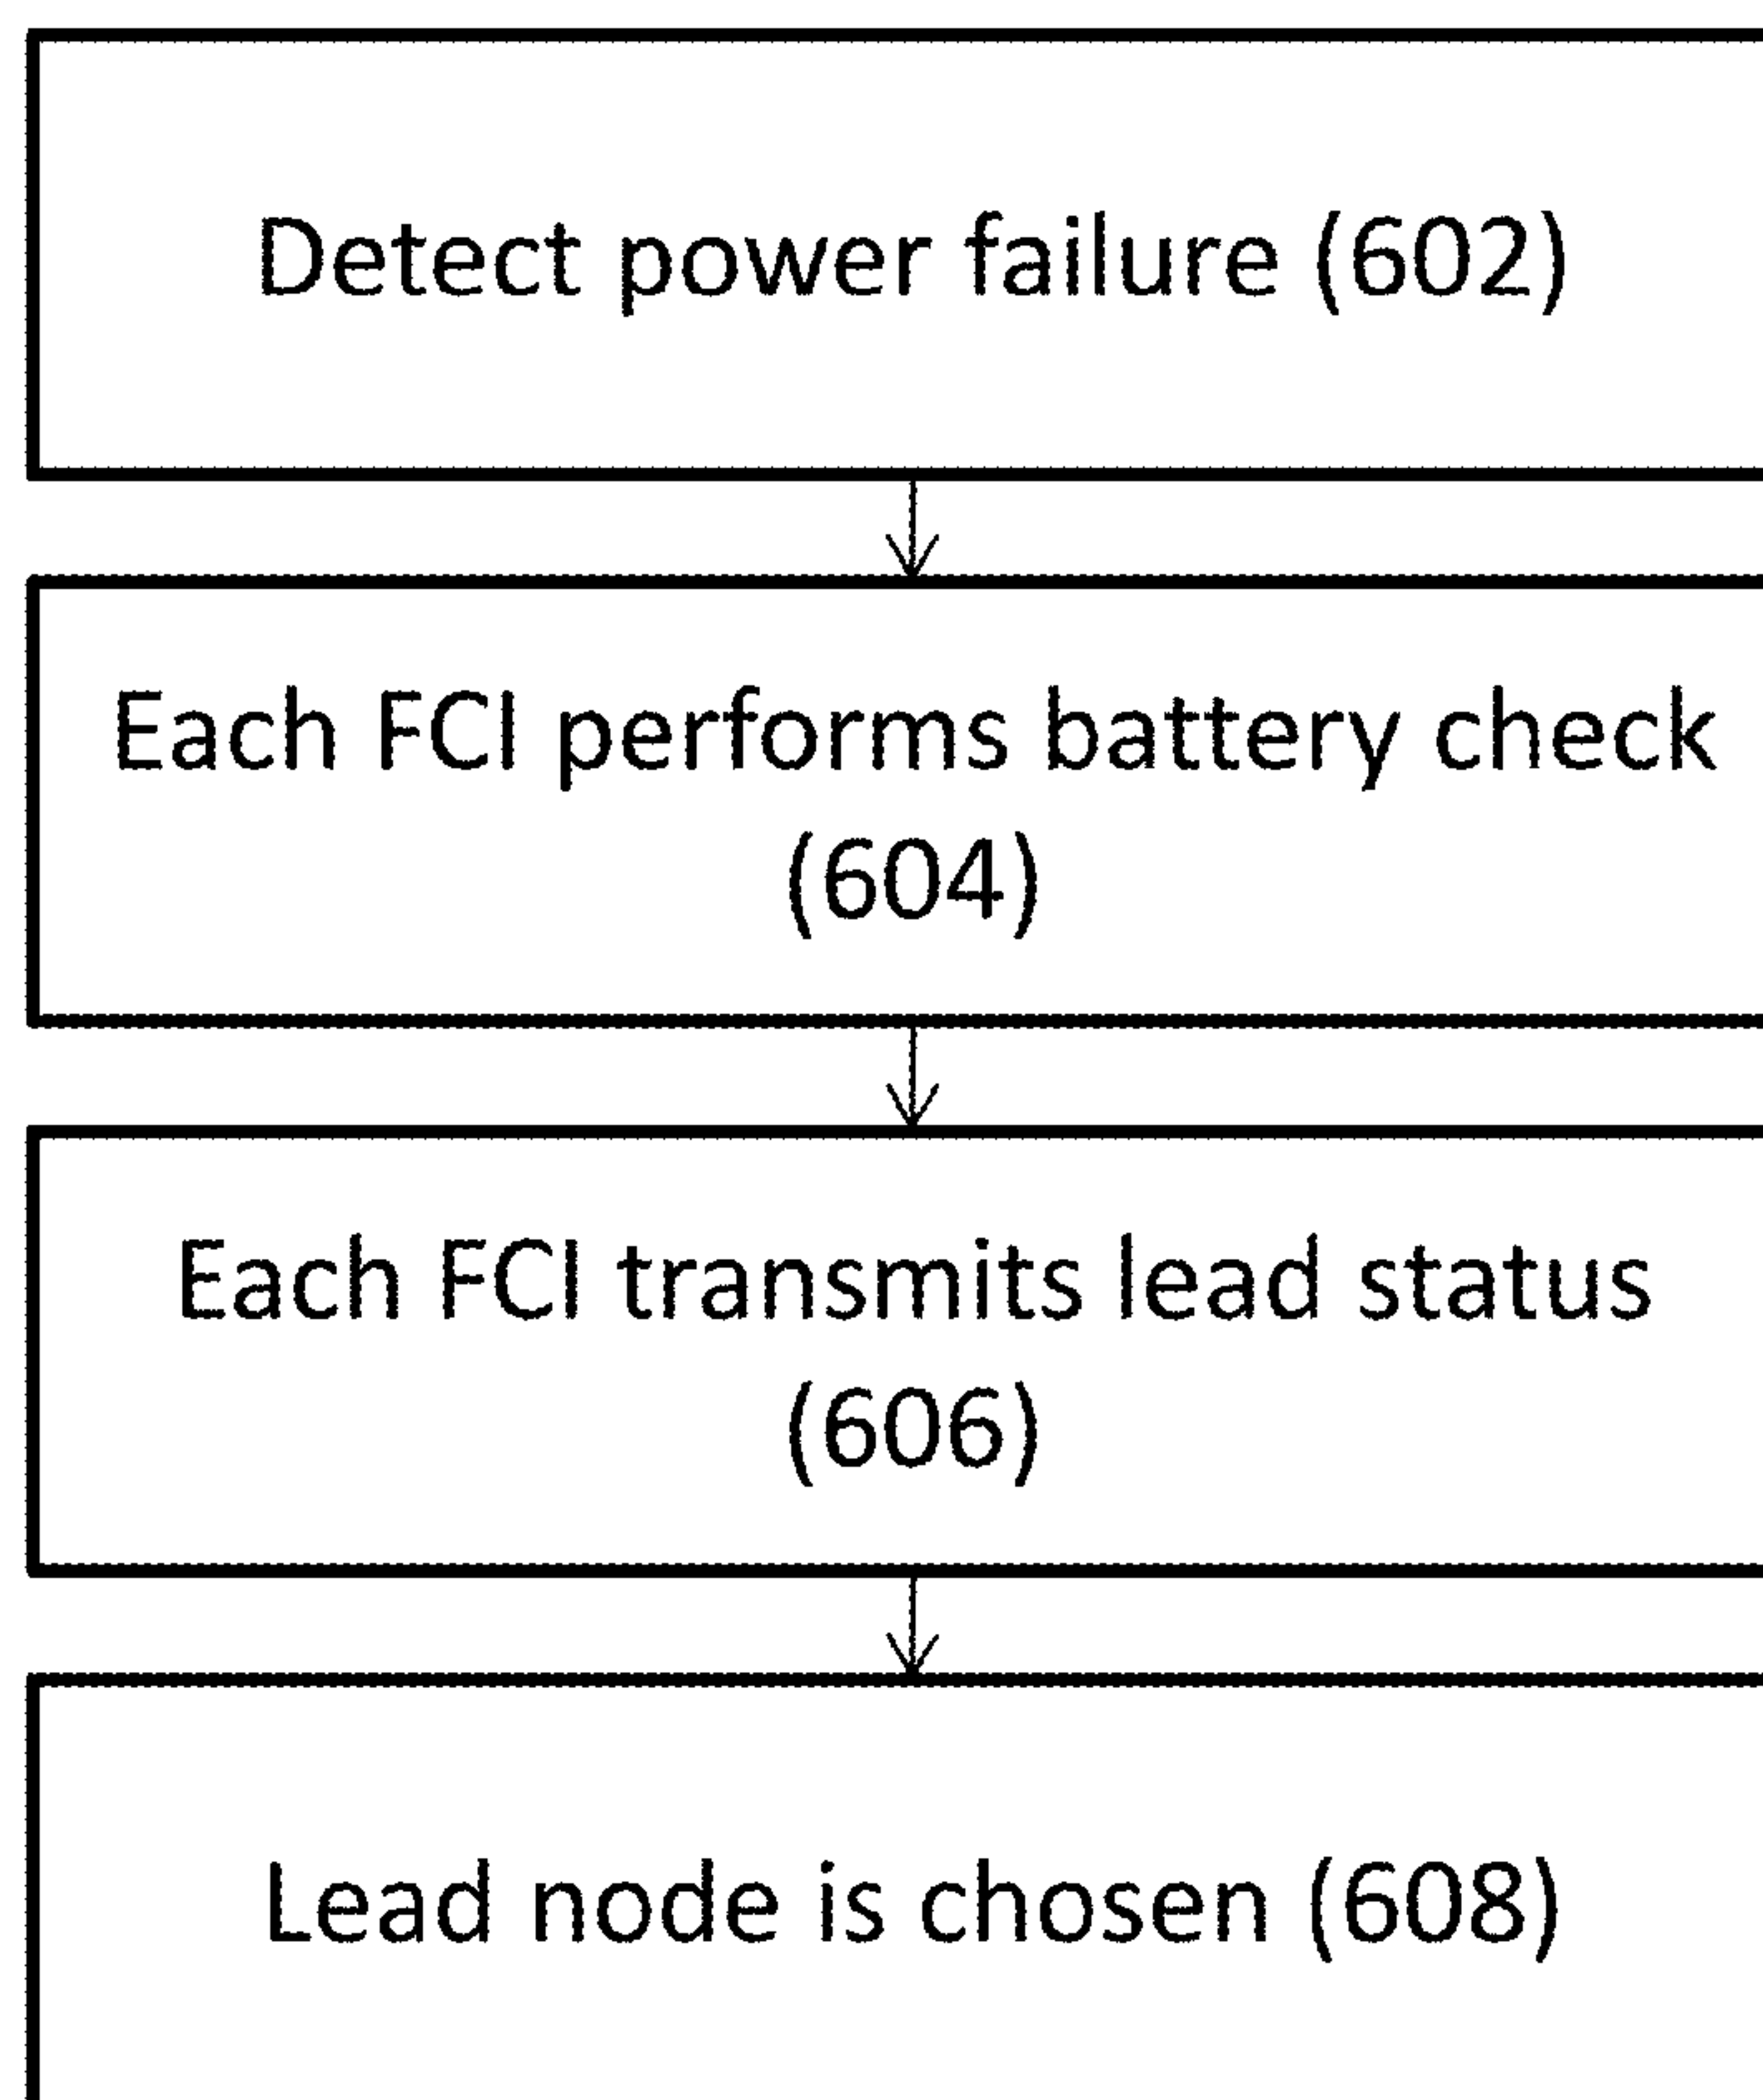 Detect power failure (602)
Each FCI performs battery check
(604)
Each FCI transmits lead status
(606)
Lead node is chosen (608)